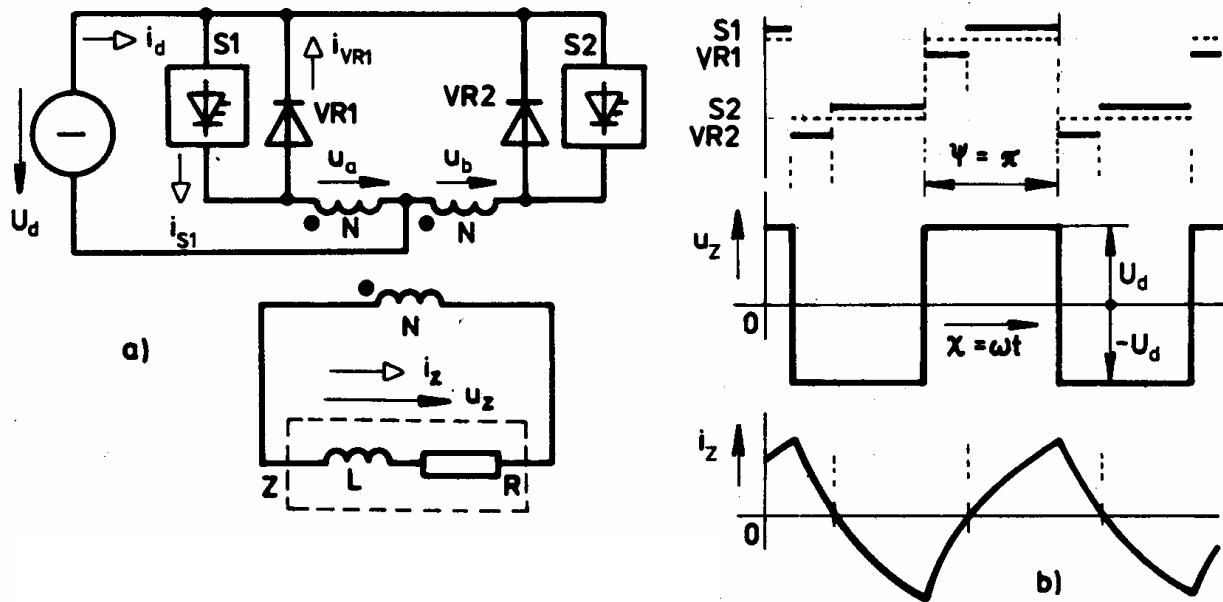 i_d
S1
i_VR1
S2
VR1
VR2
U_d
i_S1
u_a
u_b
N
N
N
a)
i_z
u_z
Z
L
R
S1
VR1
S2
VR2
ψ = π
u_Z
U_d
0
χ = ωt
-U_d
i_Z
0
b)